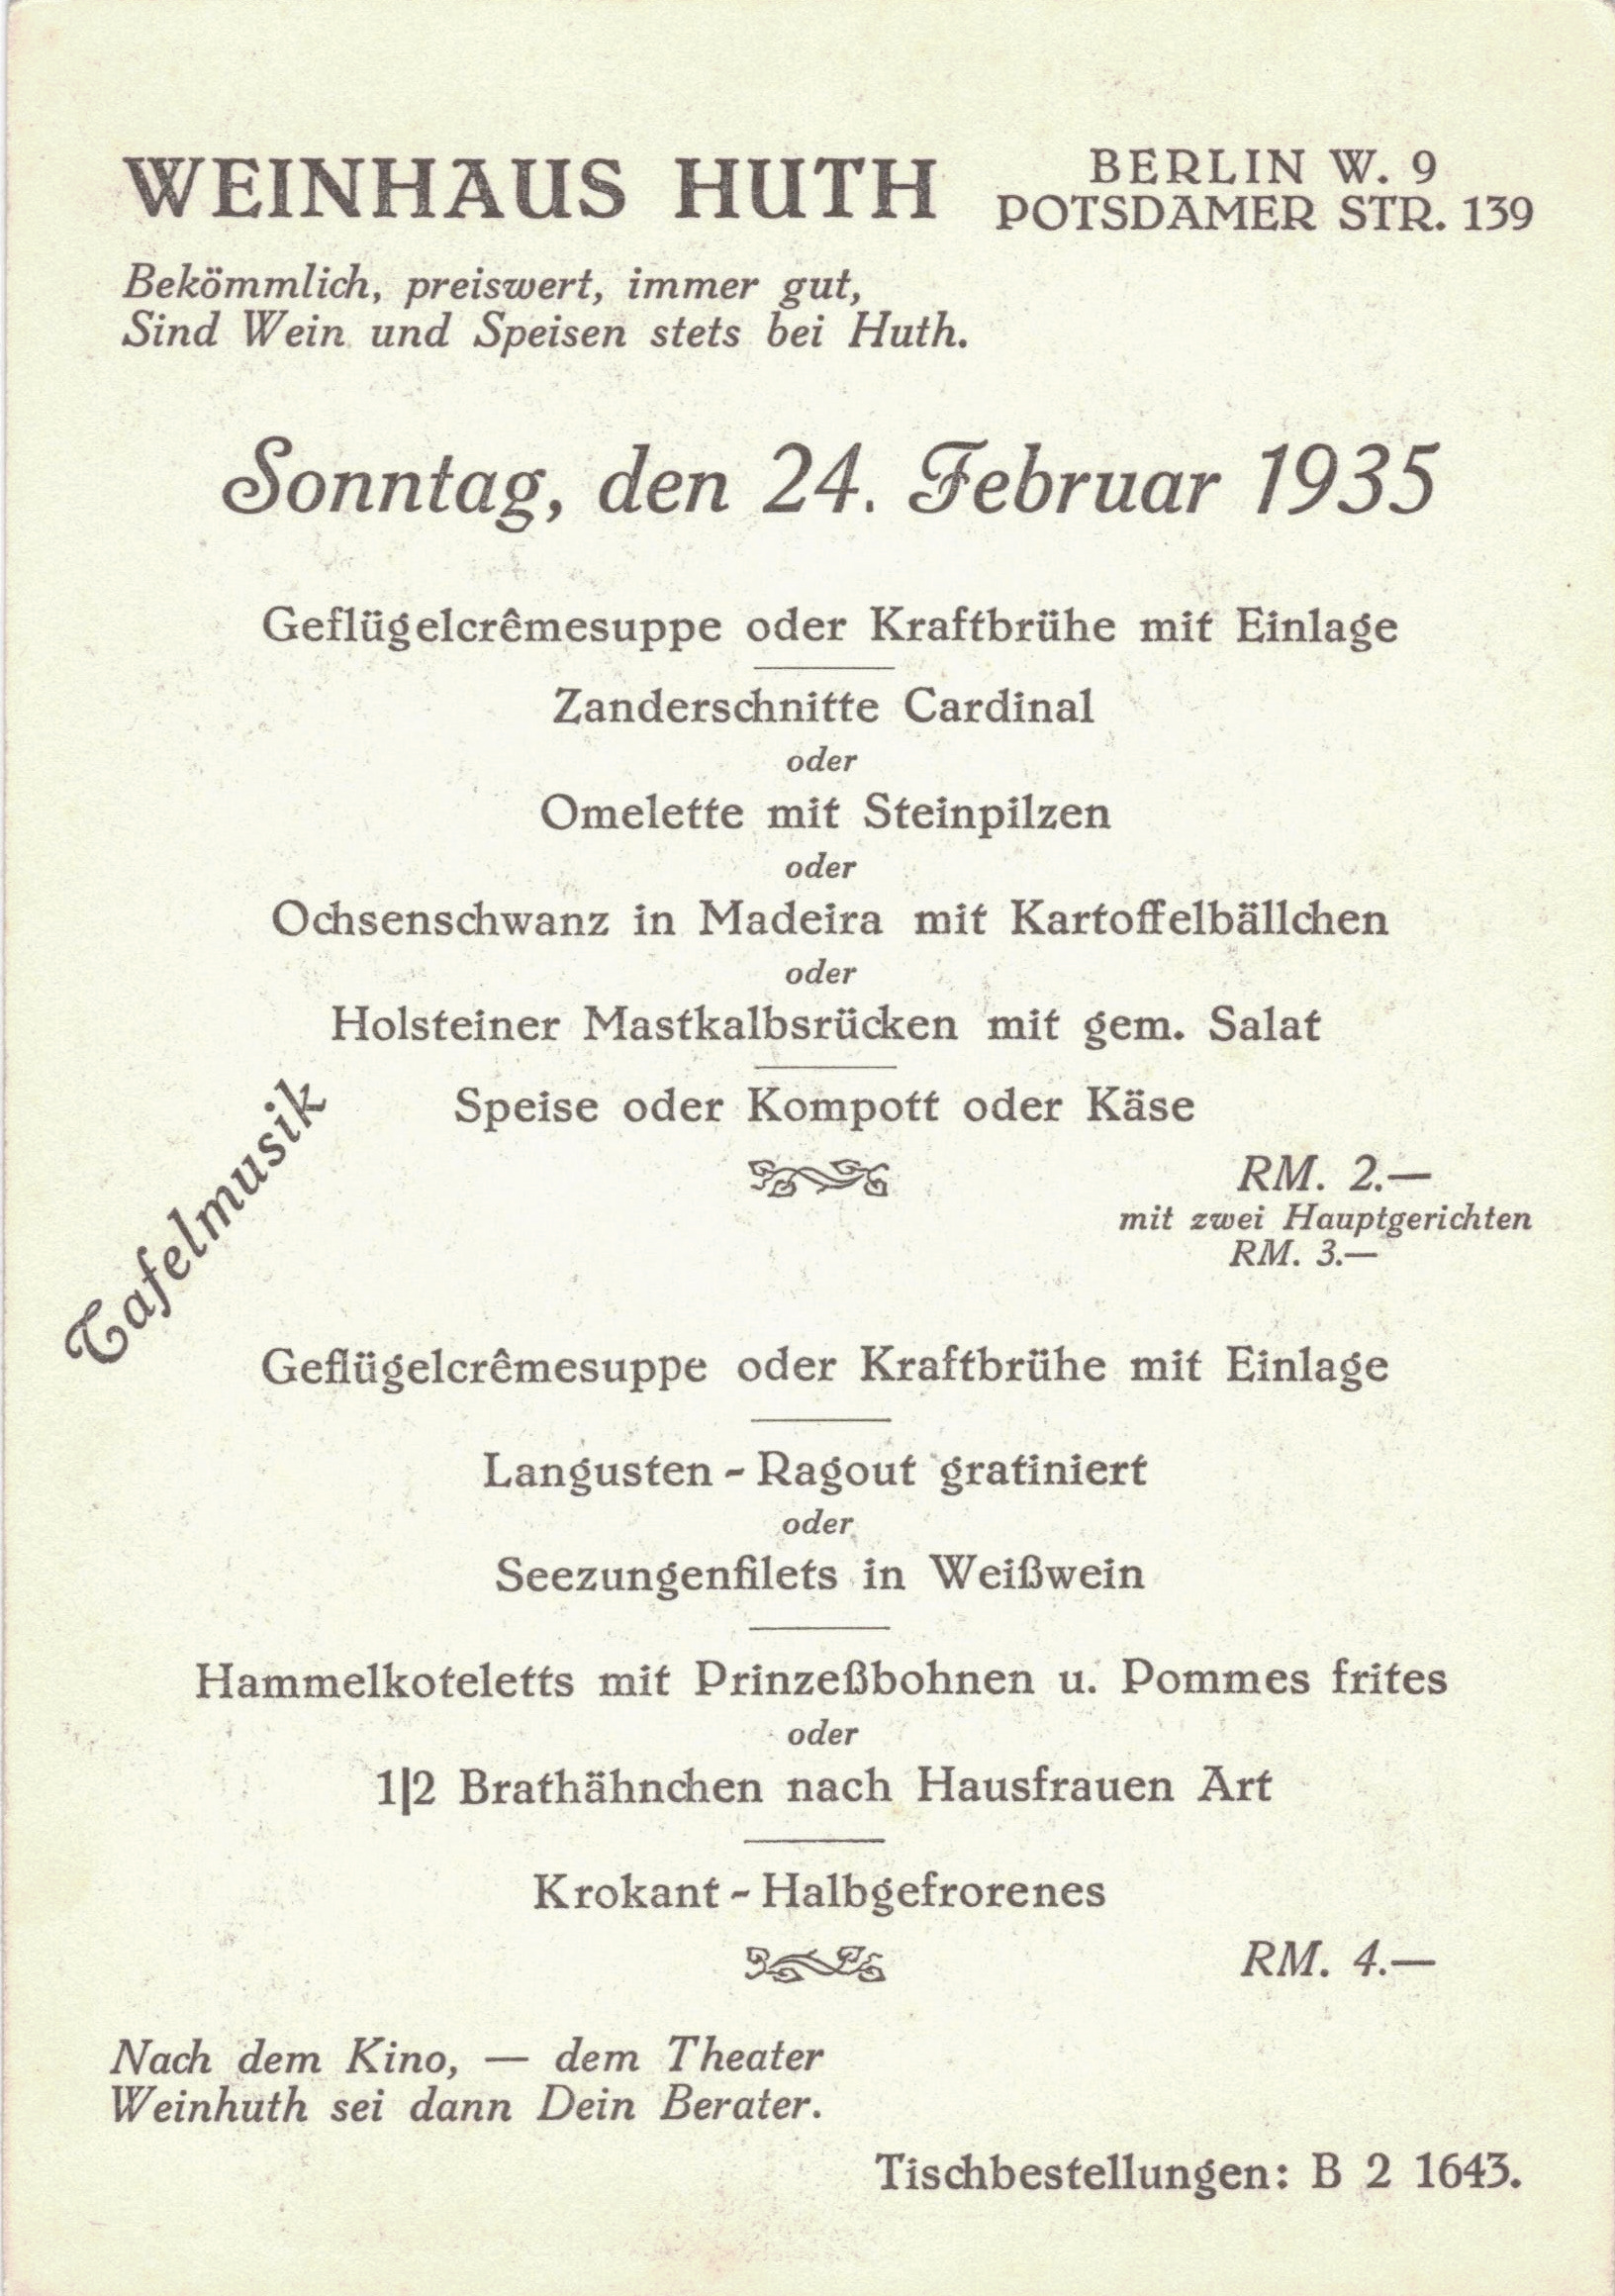 WEINHAUS HUTH
BERLIN W. 9
POTSDAMER STR. 139
Bekömmlich, preiswert, immer gut,
Sind Wein und Speisen stets bei Huth.
Sonntag, den 24. Februar 1935
Geflügelcrêmesuppe oder Kraftbrühe mit Einlage
Zanderschnitte Cardinal
oder
Omelette mit Steinpilzen
oder
Ochsenschwanz in Madeira mit Kartoffelbällchen
oder
Holsteiner Mastkalbsrücken mit gem. Salat
Speise oder Kompott oder Käse
RM. 2.—
mit zwei Hauptgerichten
RM. 3.—
Tafelmusik
Geflügelcrêmesuppe oder Kraftbrühe mit Einlage
Langusten - Ragout gratiniert
oder
Seezungenfilets in Weißwein
Hammelkoteletts mit Prinzeßbohnen u. Pommes frites
oder
1|2 Brathähnchen nach Hausfrauen Art
Krokant - Halbgefrorenes
RM. 4.—
Nach dem Kino, — dem Theater
Weinhuth sei dann Dein Berater.
Tischbestellungen: B 2 1643.